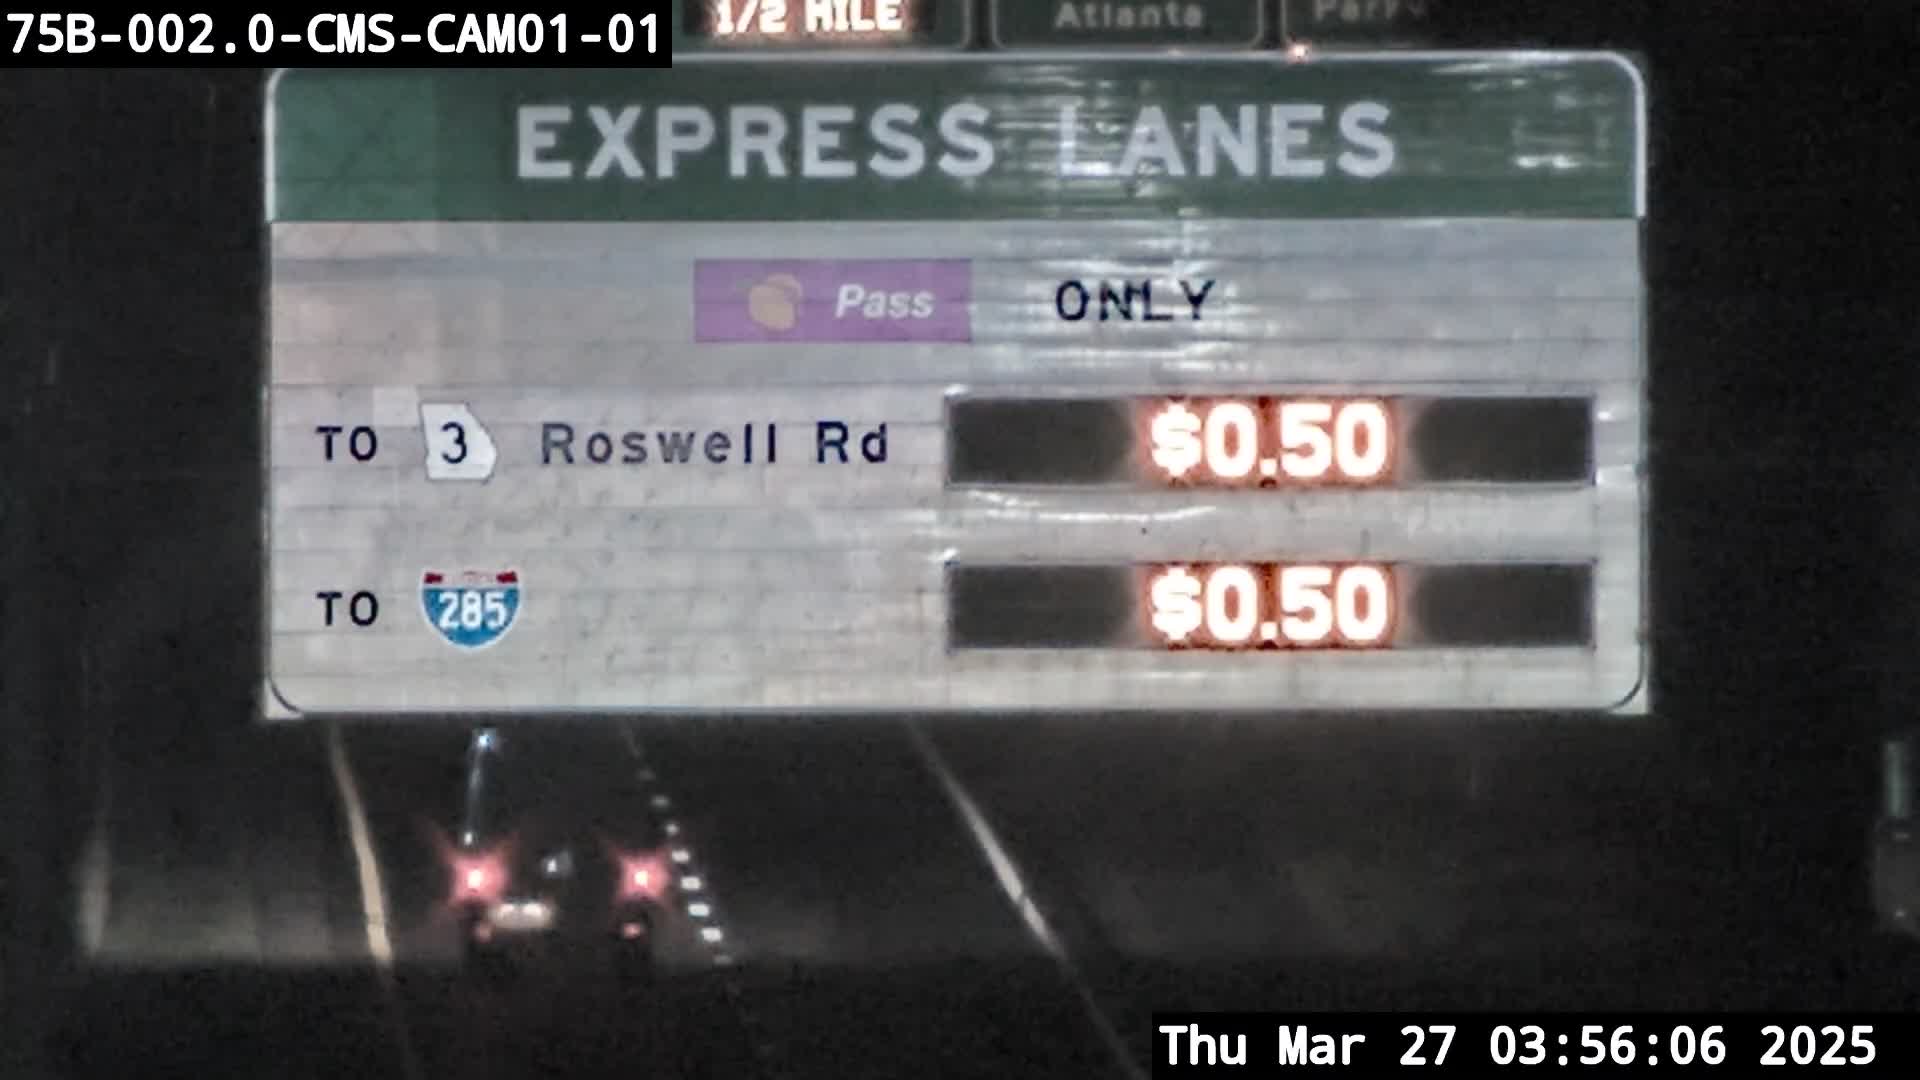 75B-002.0-CMS-CAM01-01
1/2 MILE
Atlanta
EXPRESS LANES
Pass ONLY
TO 3 Roswell Rd $0.50
TO 285 $0.50
Thu Mar 27 03:56:06 2025